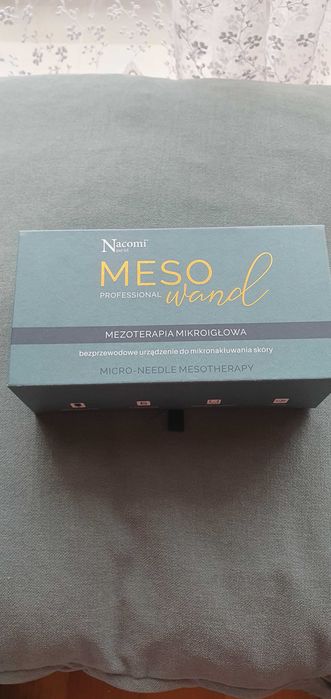 Nacomi
MESO wand
PROFESSIONAL
MEZOTERAPIA MIKROIGŁOWA
bezprzewodowe urządzenie do mikronakłuwania skóry
MICRO-NEEDLE MESOTHERAPY